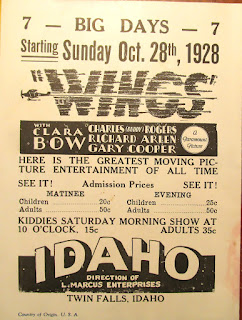 7 - BIG DAYS - 7
Starting Sunday Oct. 28th, 1928
"WINGS"
WITH CLARA BOW
CHARLES (BUDDY) ROGERS
RICHARD ARLEN
GARY COOPER
A Paramount Picture
HERE IS THE GREATEST MOVING PIC-
TURE ENTERTAINMENT OF ALL TIME
SEE IT! Admission Prices SEE IT!
MATINEE EVENING
Children 20c Children 25c
Adults 50c Adults 50c
KIDDIES SATURDAY MORNING SHOW AT
10 O'CLOCK, 15c ADULTS 35c
IDAHO
DIRECTION OF
L. MARCUS ENTERPRISES
TWIN FALLS, IDAHO
Country of Origin, U. S. A